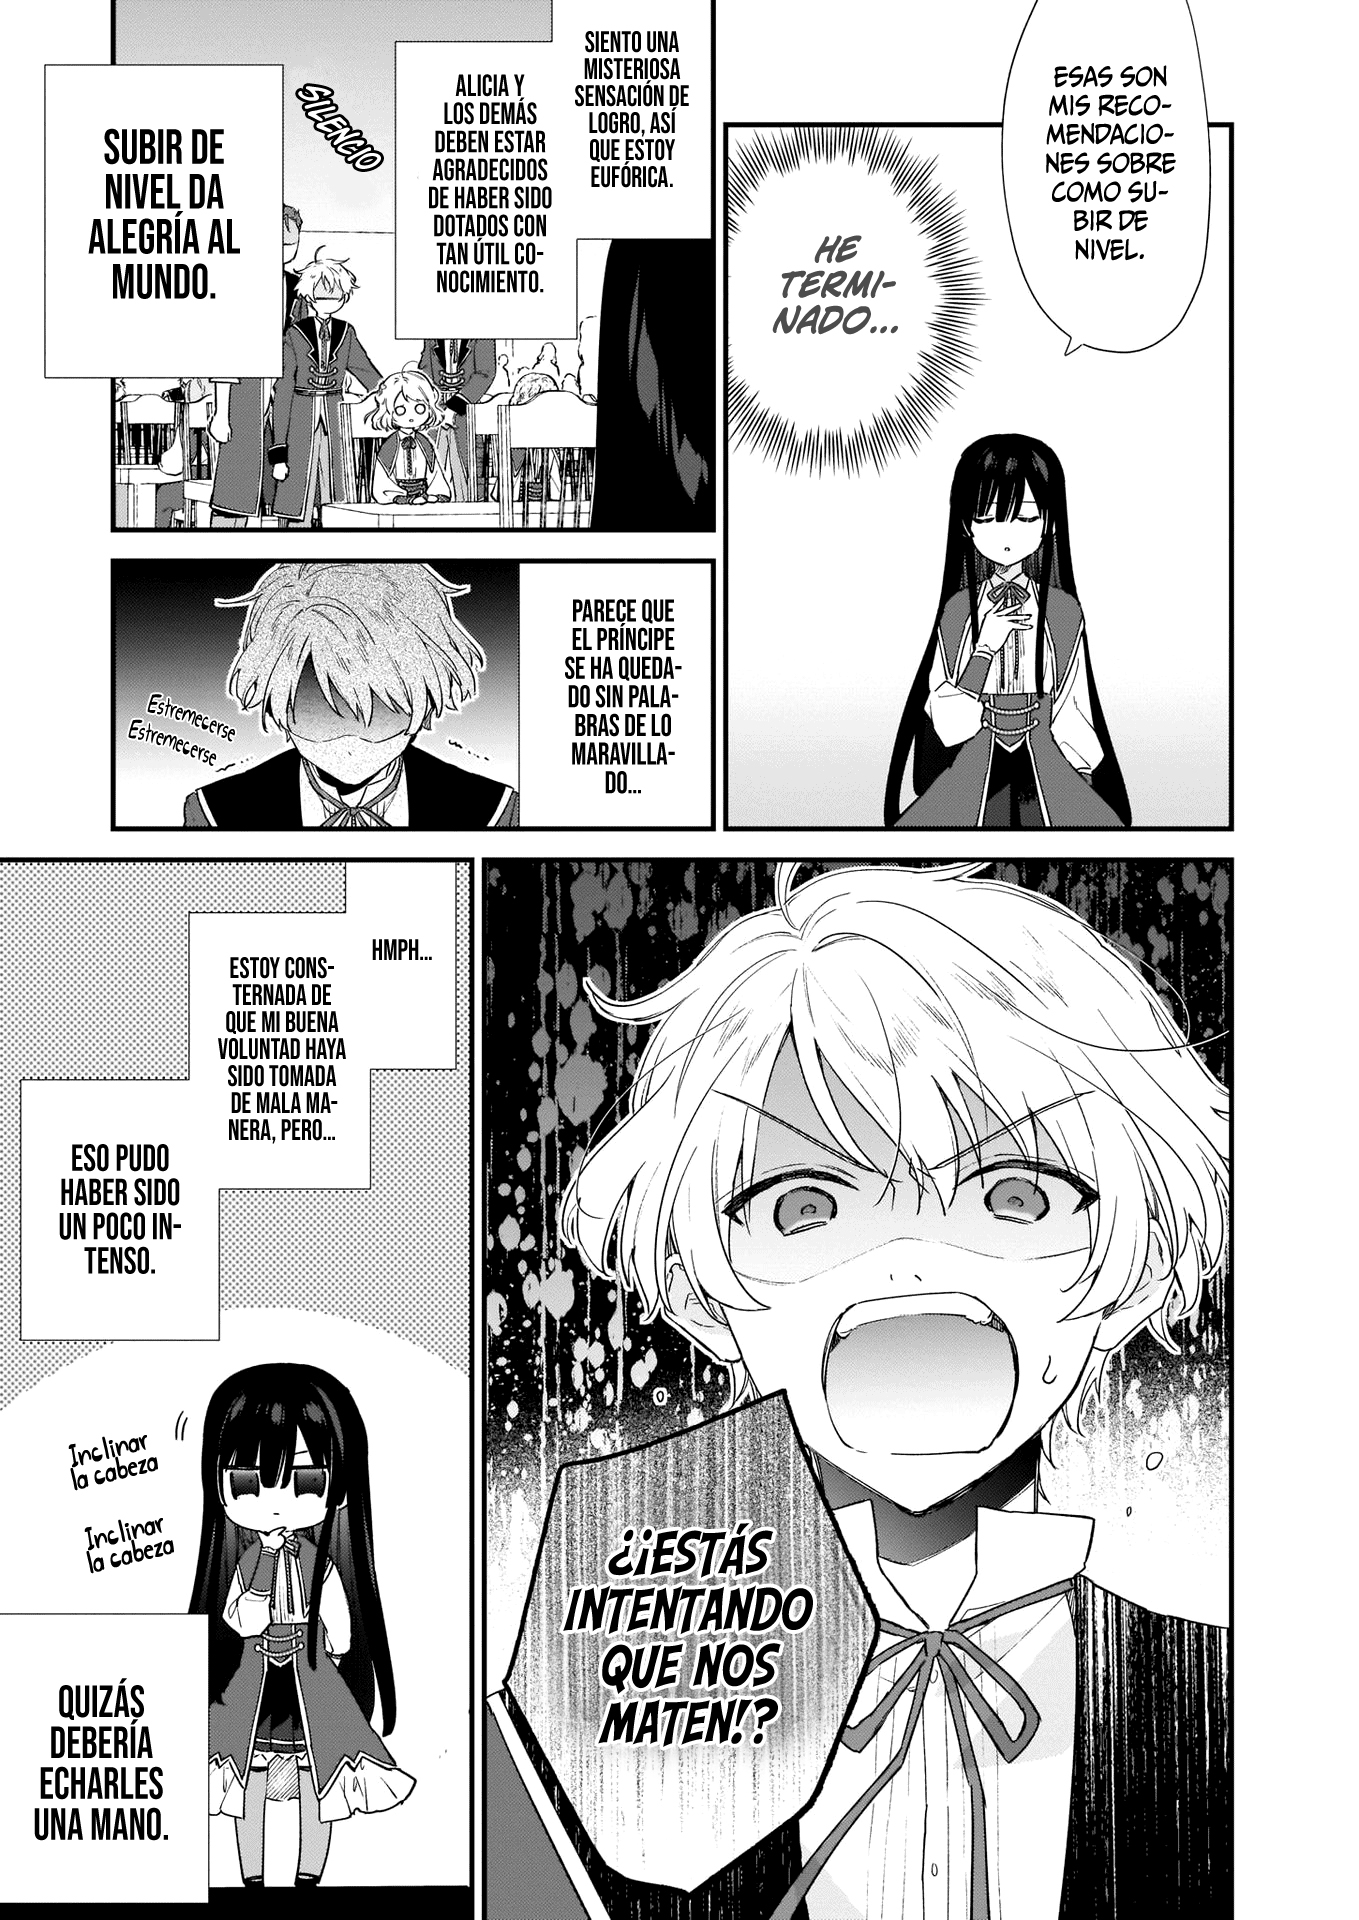 ESAS SON
MIS RECO-
MENDACIO-
NES SOBRE
COMO SU-
BIR DE
NIVEL.
HE
TERMI-
NADO...
SIENTO UNA
MISTERIOSA
SENSACIÓN DE
LOGRO, ASÍ
QUE ESTOY
EUFÓRICA.
ALICIA Y
LOS DEMÁS
DEBEN ESTAR
AGRADECIDOS
DE HABER SIDO
DOTADOS CON
TAN ÚTIL CO-
NOCIMIENTO.
SILENCIO
SUBIR DE
NIVEL DA
ALEGRÍA AL
MUNDO.
PARECE QUE
EL PRÍNCIPE
SE HA QUEDA-
DO SIN PALA-
BRAS DE LO
MARAVILLA-
DO...
Estremecerse
Estremecerse
¿¡ESTÁS
INTENTANDO
QUE NOS
MATEN!?
HMPH...
ESTOY CONS-
TERNADA DE
QUE MI BUENA
VOLUNTAD HAYA
SIDO TOMADA
DE MALA MA-
NERA, PERO...
ESO PUDO
HABER SIDO
UN POCO IN-
TENSO.
Inclinar
la cabeza
Inclinar
la cabeza
QUIZÁS
DEBERÍA
ECHARLES
UNA MANO.